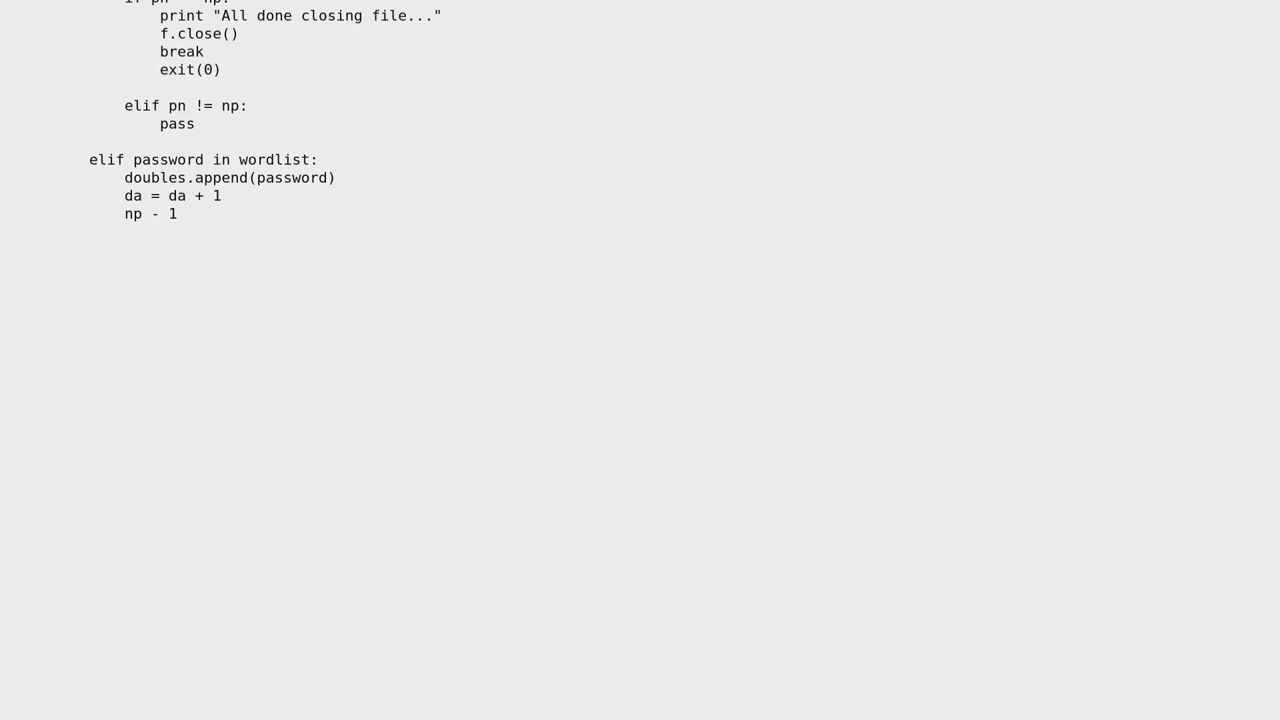 print "All done closing file..."
f.close()
break
exit(0)
elif pn != np:
pass
elif password in wordlist:
doubles.append(password)
da = da + 1
np - 1